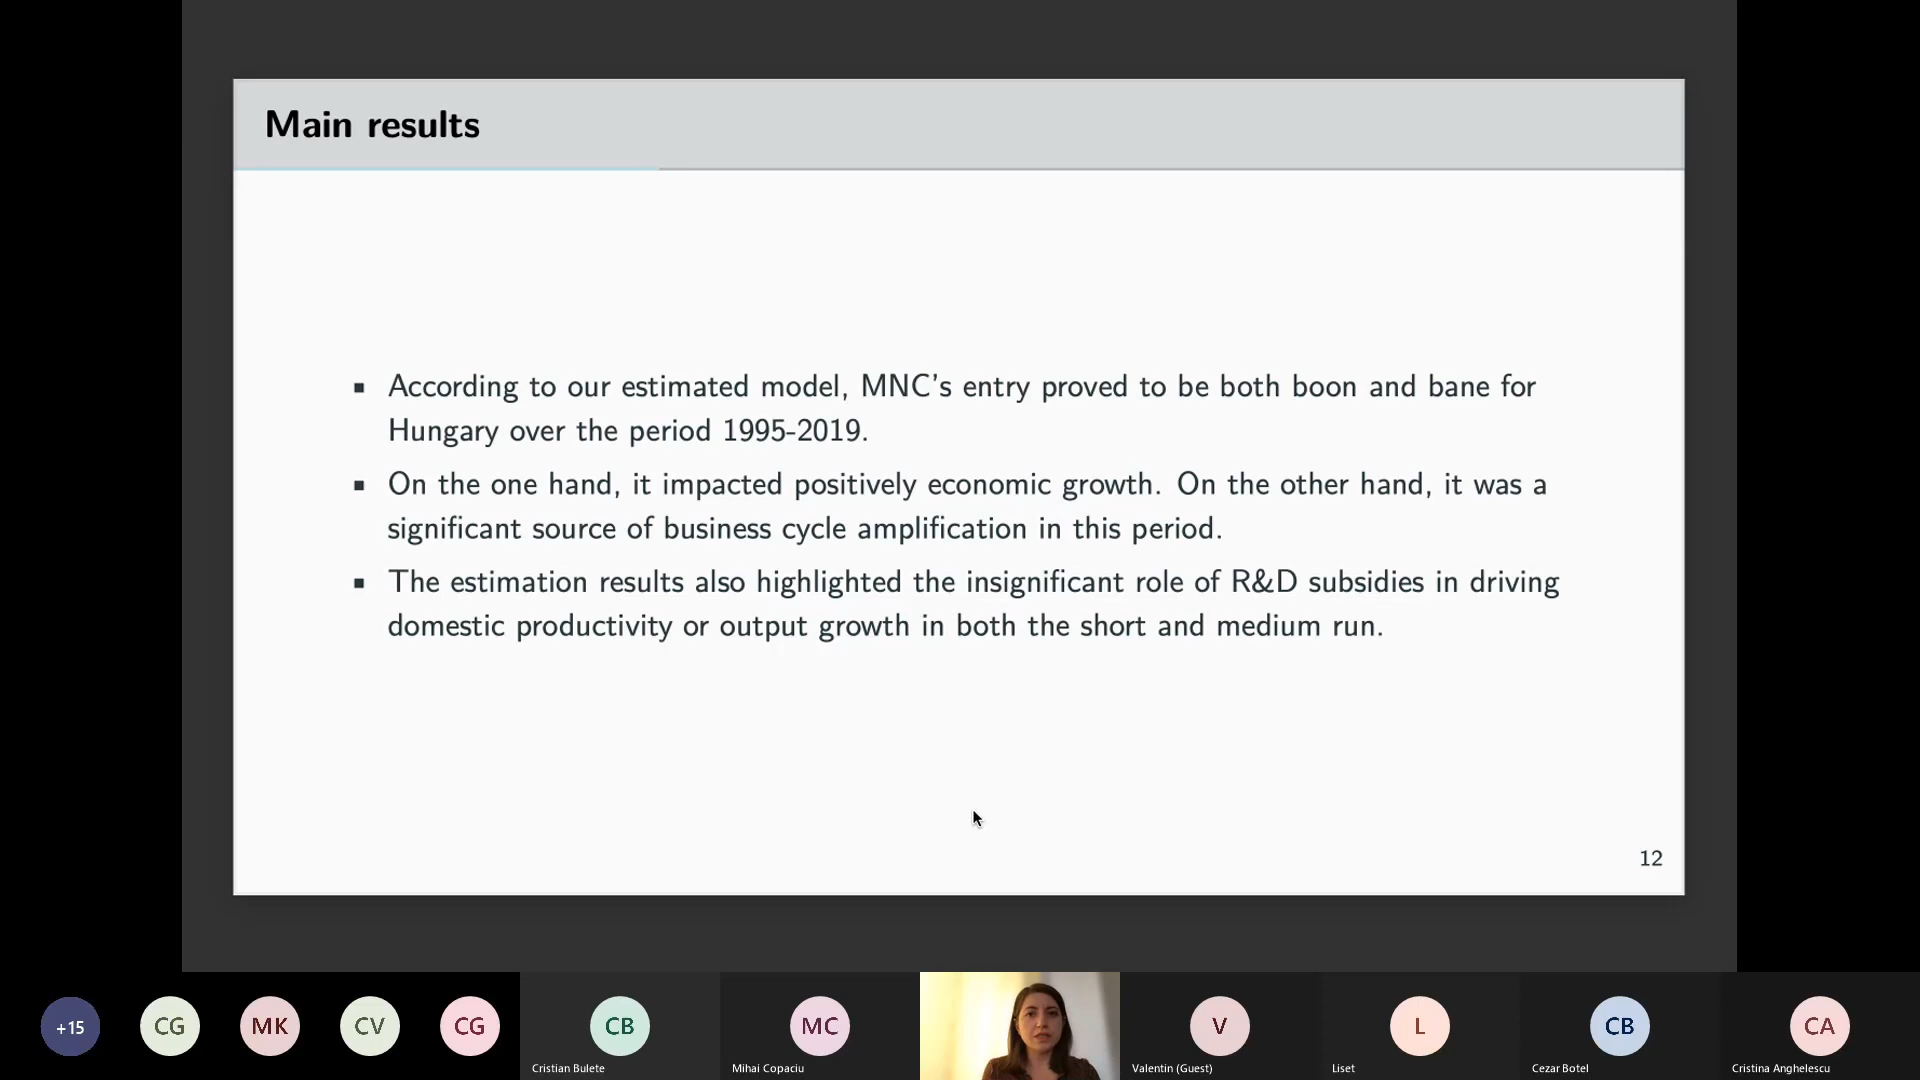 Main results
▪ According to our estimated model, MNC's entry proved to be both boon and bane for
Hungary over the period 1995-2019.
▪ On the one hand, it impacted positively economic growth. On the other hand, it was a
significant source of business cycle amplification in this period.
▪ The estimation results also highlighted the insignificant role of R&D subsidies in driving
domestic productivity or output growth in both the short and medium run.
12
+15
CG
MK
CV
CG
CB
MC
V
L
CB
CA
Cristian Bulete
Mihai Copaciu
Valentin (Guest)
Liset
Cezar Botel
Cristina Anghelescu